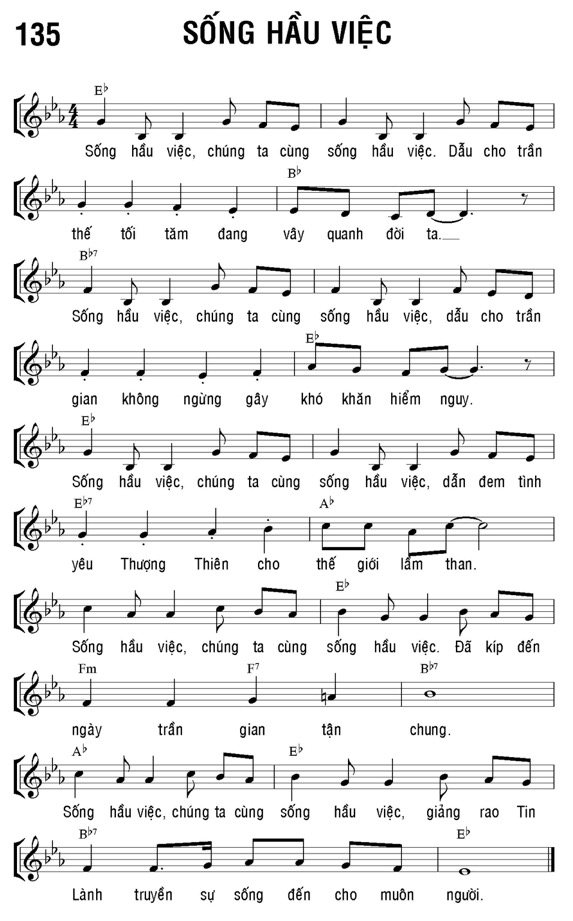 135 SỐNG HẦU VIỆC
E♭
Sống hầu việc, chúng ta cùng sống hầu việc. Dẫu cho trần
B♭
thế tối tăm đang vây quanh đời ta.
B♭7
Sống hầu việc, chúng ta cùng sống hầu việc, dẫu cho trần
E♭
gian không ngừng gây khó khăn hiểm nguy.
E♭
Sống hầu việc, chúng ta cùng sống hầu việc, dẫn đem tình
E♭7 A♭
yêu Thượng Thiên cho thế giới lầm than.
E♭
Sống hầu việc, chúng ta cùng sống hầu việc. Đã kíp đến
Fm F7 B♭7
ngày trần gian tận chung.
A♭ E♭
Sống hầu việc, chúng ta cùng sống hầu việc, giảng rao Tin
B♭7 E♭
Lành truyền sự sống đến cho muôn người.